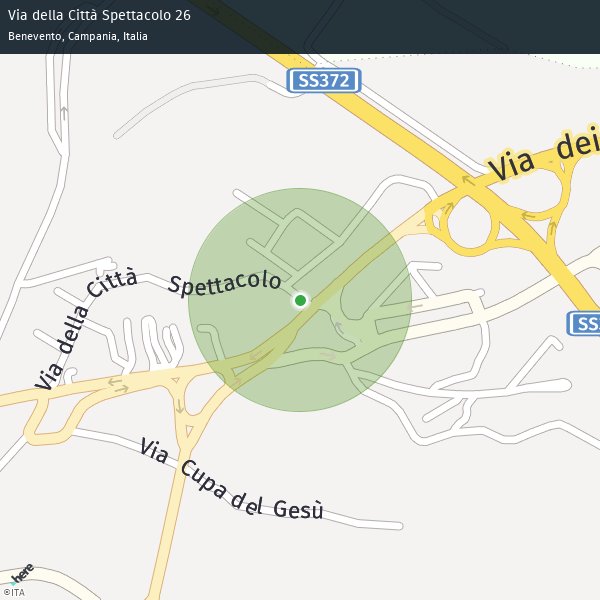 Via della Città Spettacolo 26
Benevento, Campania, Italia
SS372
Via dei
Via della Città Spettacolo
SS
Via Cupa del Gesù
here
©ITA